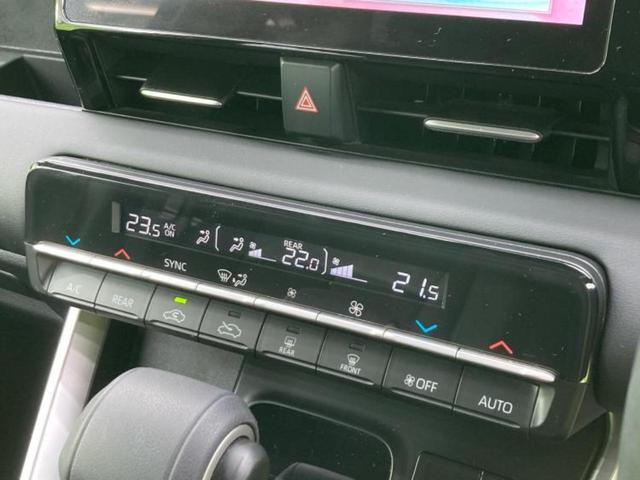 23.5 A/C ON REAR 22.0 21.5
SYNC
A/C REAR REAR FRONT OFF AUTO